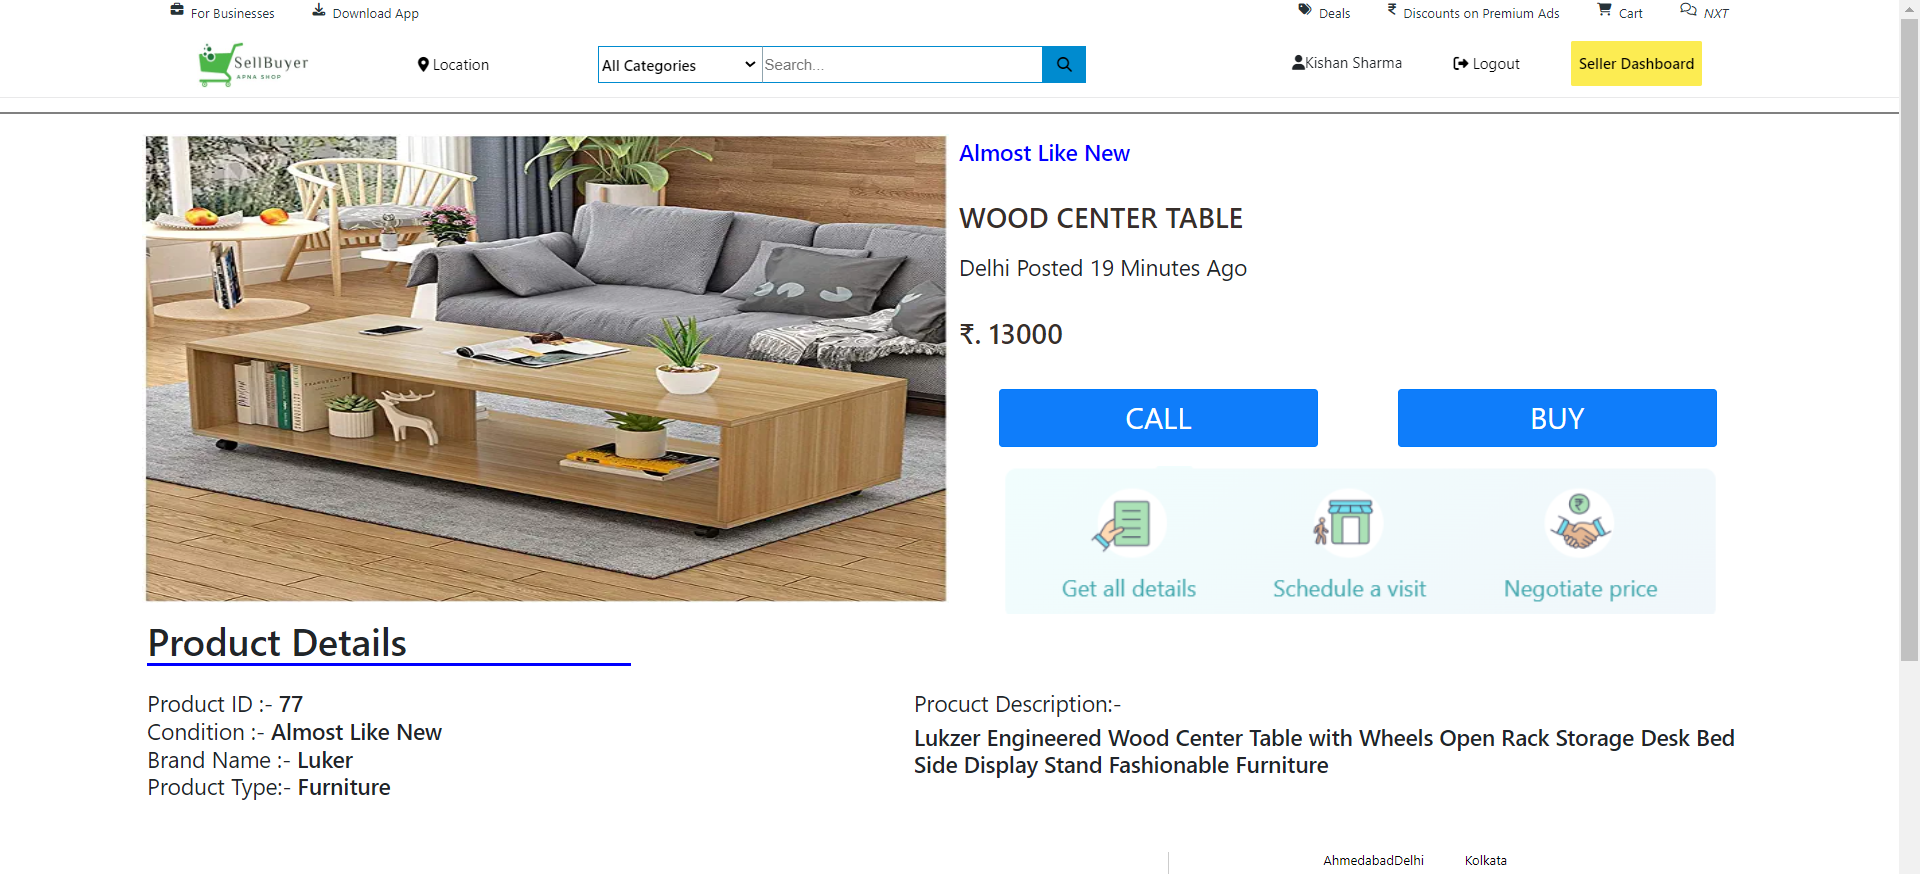 For Businesses
Download App
Deals
₹ Discounts on Premium Ads
Cart
NXT
SellBuyer
APNA SHOP
Location
All Categories
Search...
Kishan Sharma
Logout
Seller Dashboard
Almost Like New
WOOD CENTER TABLE
Delhi Posted 19 Minutes Ago
₹. 13000
CALL
BUY
₹
Get all details
Schedule a visit
Negotiate price
Product Details
Product ID :- 77
Condition :- Almost Like New
Brand Name :- Luker
Product Type:- Furniture
Procuct Description:-
Lukzer Engineered Wood Center Table with Wheels Open Rack Storage Desk Bed
Side Display Stand Fashionable Furniture
AhmedabadDelhi
Kolkata